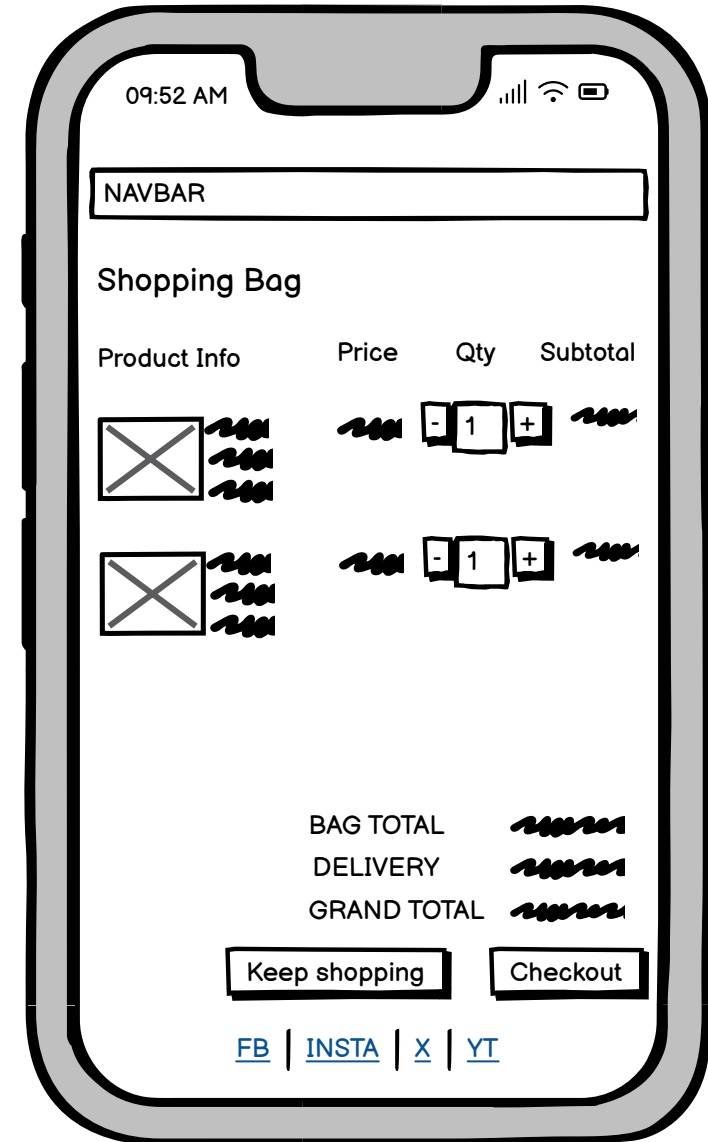 09:52 AM
NAVBAR
Shopping Bag
Product Info Price Qty Subtotal
- 1 +
- 1 +
BAG TOTAL
DELIVERY
GRAND TOTAL
Keep shopping Checkout
FB | INSTA | X | YT